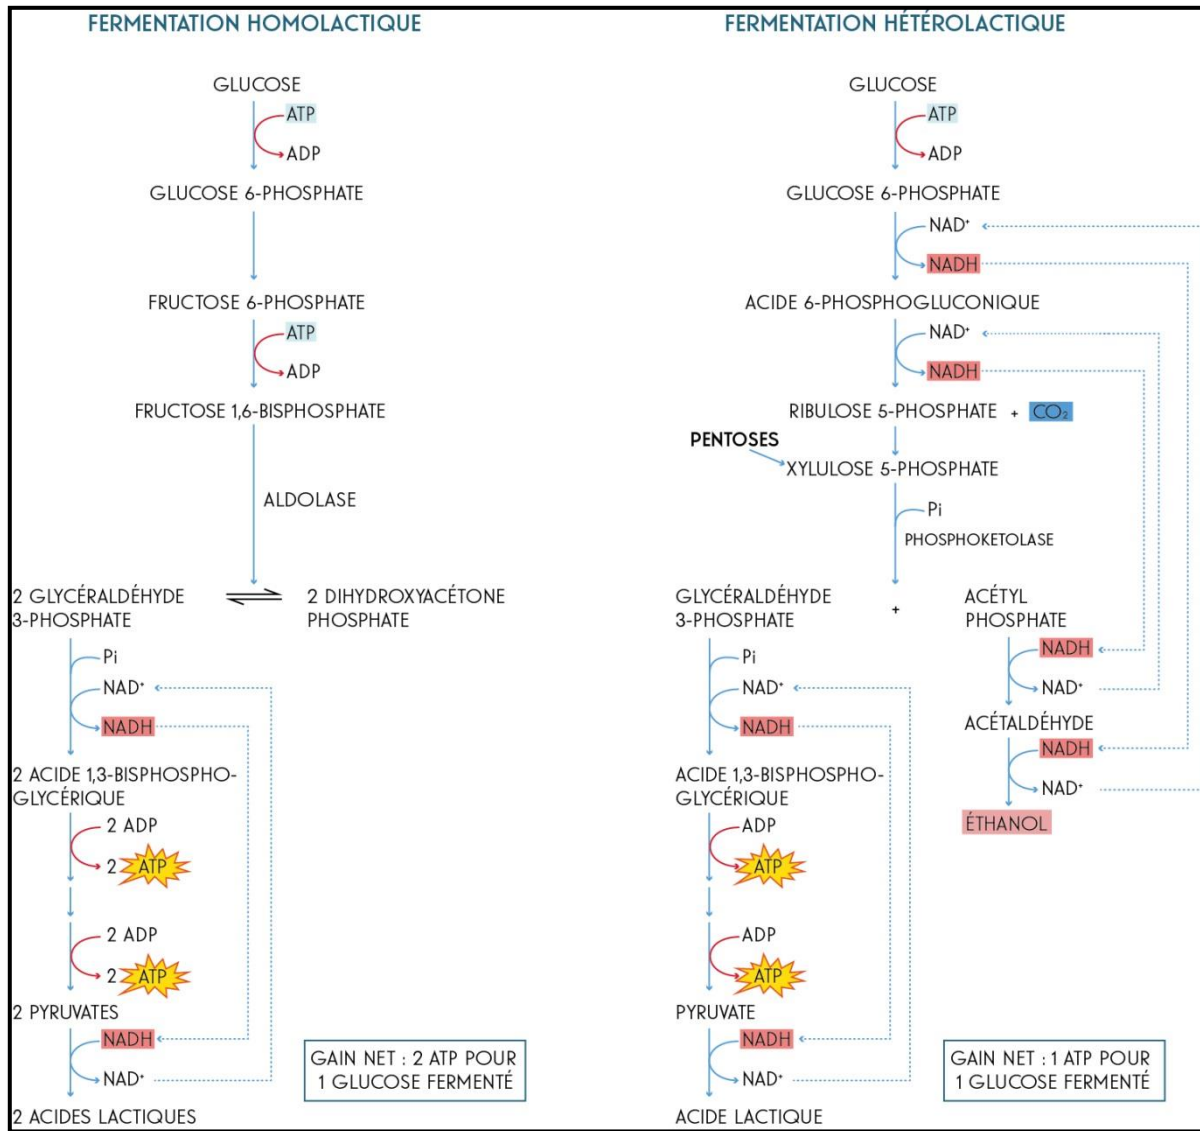 FERMENTATION HOMOLACTIQUE
GLUCOSE
ATP
ADP
GLUCOSE 6-PHOSPHATE
FRUCTOSE 6-PHOSPHATE
ATP
ADP
FRUCTOSE 1,6-BISPHOSPHATE
ALDOLASE
2 GLYCÉRALDÉHYDE
3-PHOSPHATE
2 DIHYDROXYACÉTONE
PHOSPHATE
Pi
NAD⁺
NADH
2 ACIDE 1,3-BISPHOSPHO-
GLYCÉRIQUE
2 ADP
2 ATP
2 ADP
2 ATP
2 PYRUVATES
NADH
NAD⁺
2 ACIDES LACTIQUES
GAIN NET : 2 ATP POUR
1 GLUCOSE FERMENTÉ
FERMENTATION HÉTÉROLACTIQUE
GLUCOSE
ATP
ADP
GLUCOSE 6-PHOSPHATE
NAD⁺
NADH
ACIDE 6-PHOSPHOGLUCONIQUE
NAD⁺
NADH
RIBULOSE 5-PHOSPHATE + CO₂
PENTOSES
XYLULOSE 5-PHOSPHATE
Pi
PHOSPHOKETOLASE
GLYCÉRALDÉHYDE
3-PHOSPHATE
+
ACÉTYL
PHOSPHATE
Pi
NAD⁺
NADH
ACIDE 1,3-BISPHOSPHO-
GLYCÉRIQUE
ADP
ATP
ADP
ATP
PYRUVATE
NADH
NAD⁺
ACIDE LACTIQUE
NADH
NAD⁺
ACÉTALDÉHYDE
NADH
NAD⁺
ÉTHANOL
GAIN NET : 1 ATP POUR
1 GLUCOSE FERMENTÉ